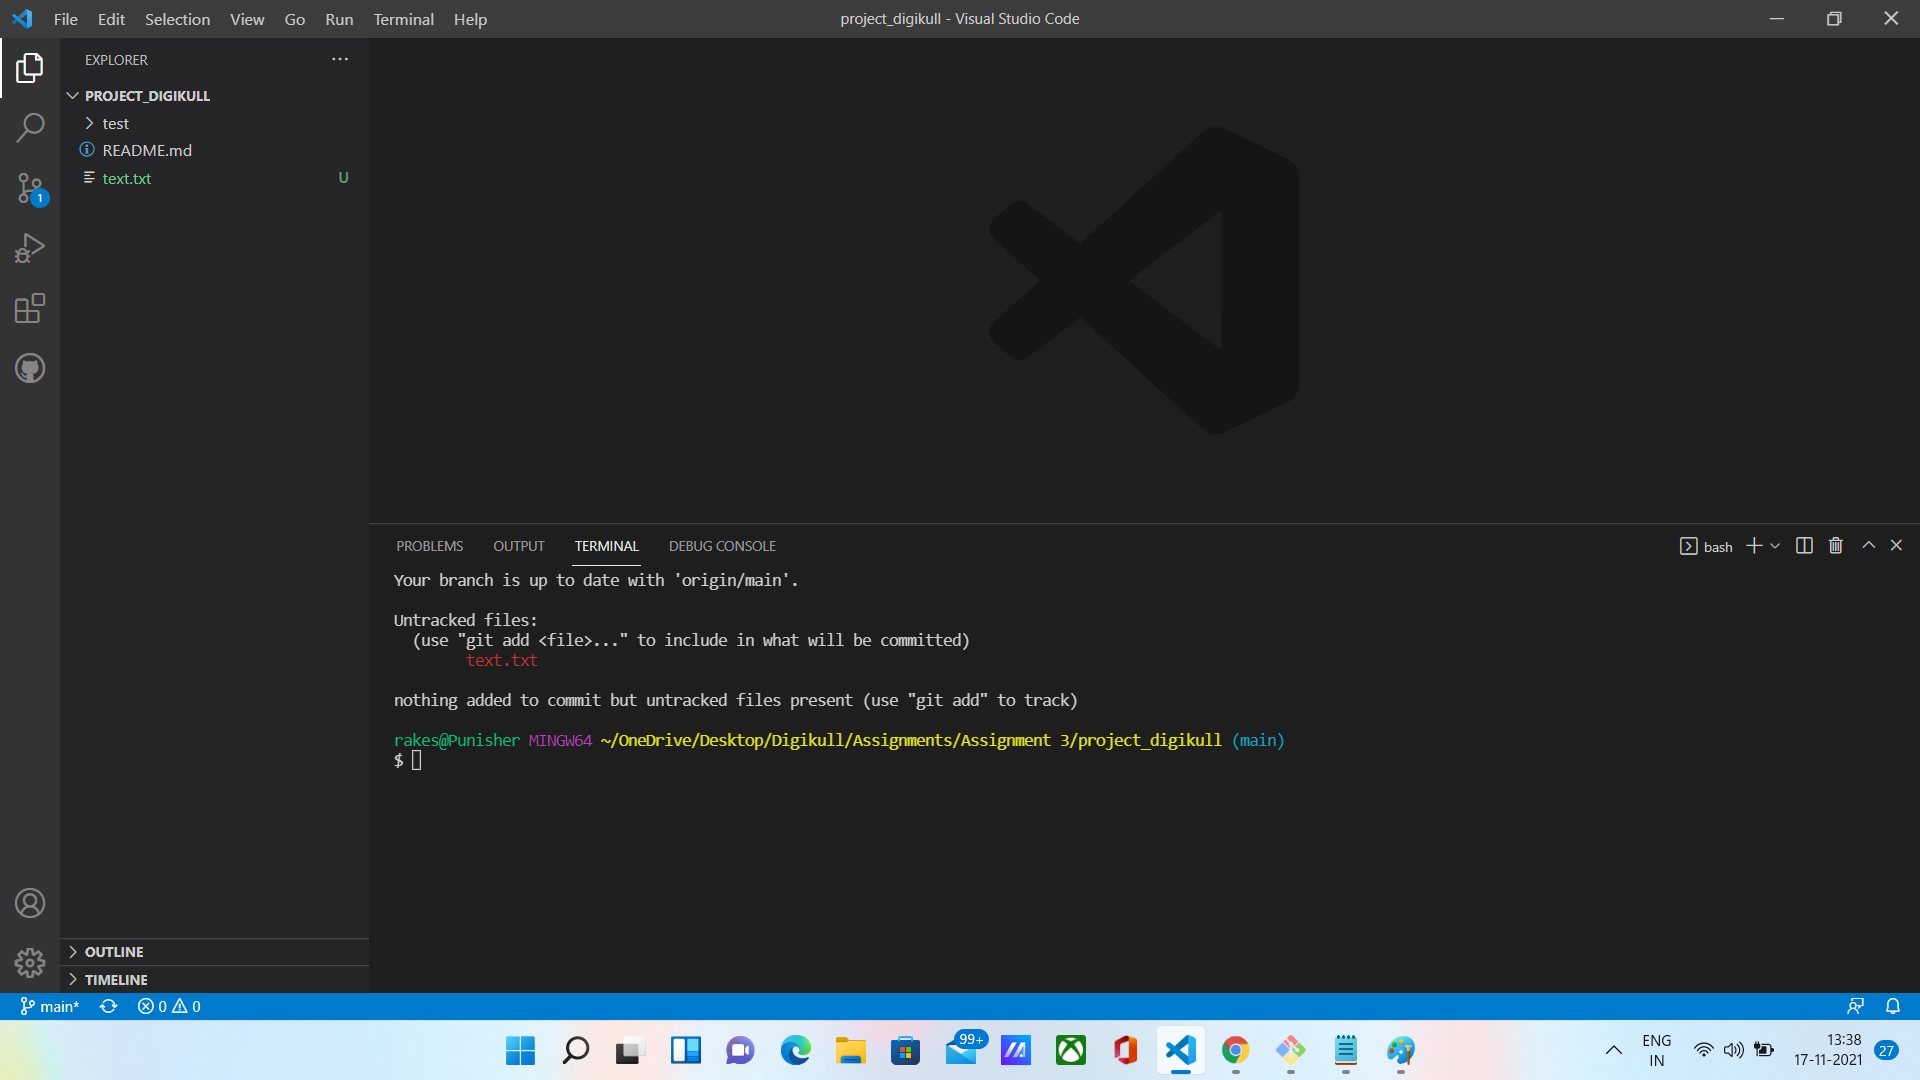 File Edit Selection View Go Run Terminal Help
project_digikull - Visual Studio Code
EXPLORER
PROJECT_DIGIKULL
test
README.md
text.txt U
1
PROBLEMS OUTPUT TERMINAL DEBUG CONSOLE
bash
Your branch is up to date with 'origin/main'.
Untracked files:
(use "git add <file>..." to include in what will be committed)
text.txt
nothing added to commit but untracked files present (use "git add" to track)
rakes@Punisher MINGW64 ~/OneDrive/Desktop/Digikull/Assignments/Assignment 3/project_digikull (main)
$
OUTLINE
TIMELINE
main* 0 0
99+
ENG
IN
13:38
17-11-2021
27